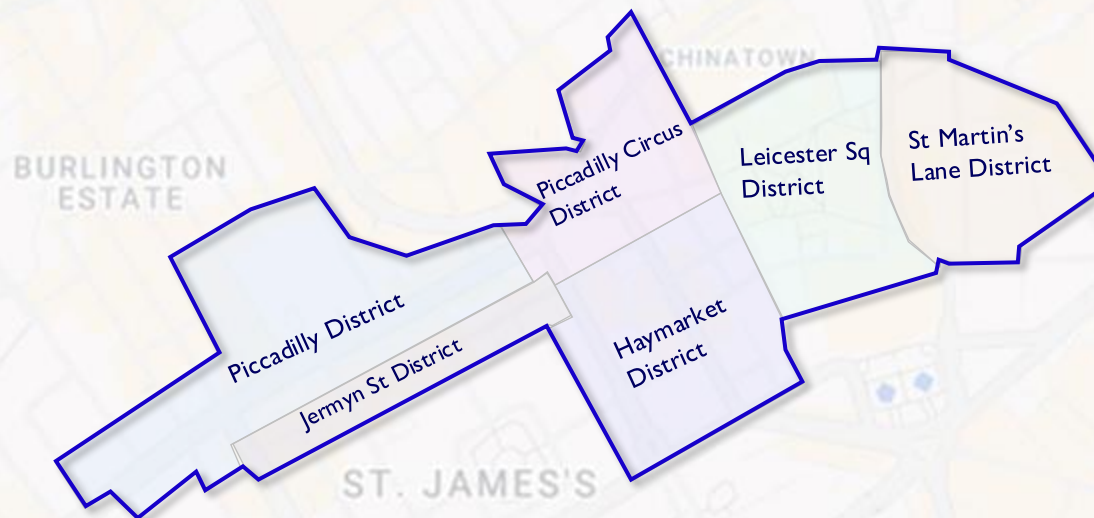 CHINATOWN
BURLINGTON
ESTATE
Piccadilly Circus
District
Leicester Sq
District
St Martin's
Lane District
Piccadilly District
Jermyn St District
Haymarket
District
ST. JAMES'S